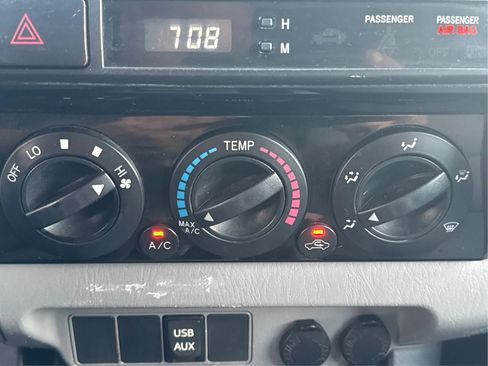 708
H
M
PASSENGER
PASSENGER
AIR BAG
OFF
LO
HI
TEMP
MAX
A/C
A/C
USB
AUX